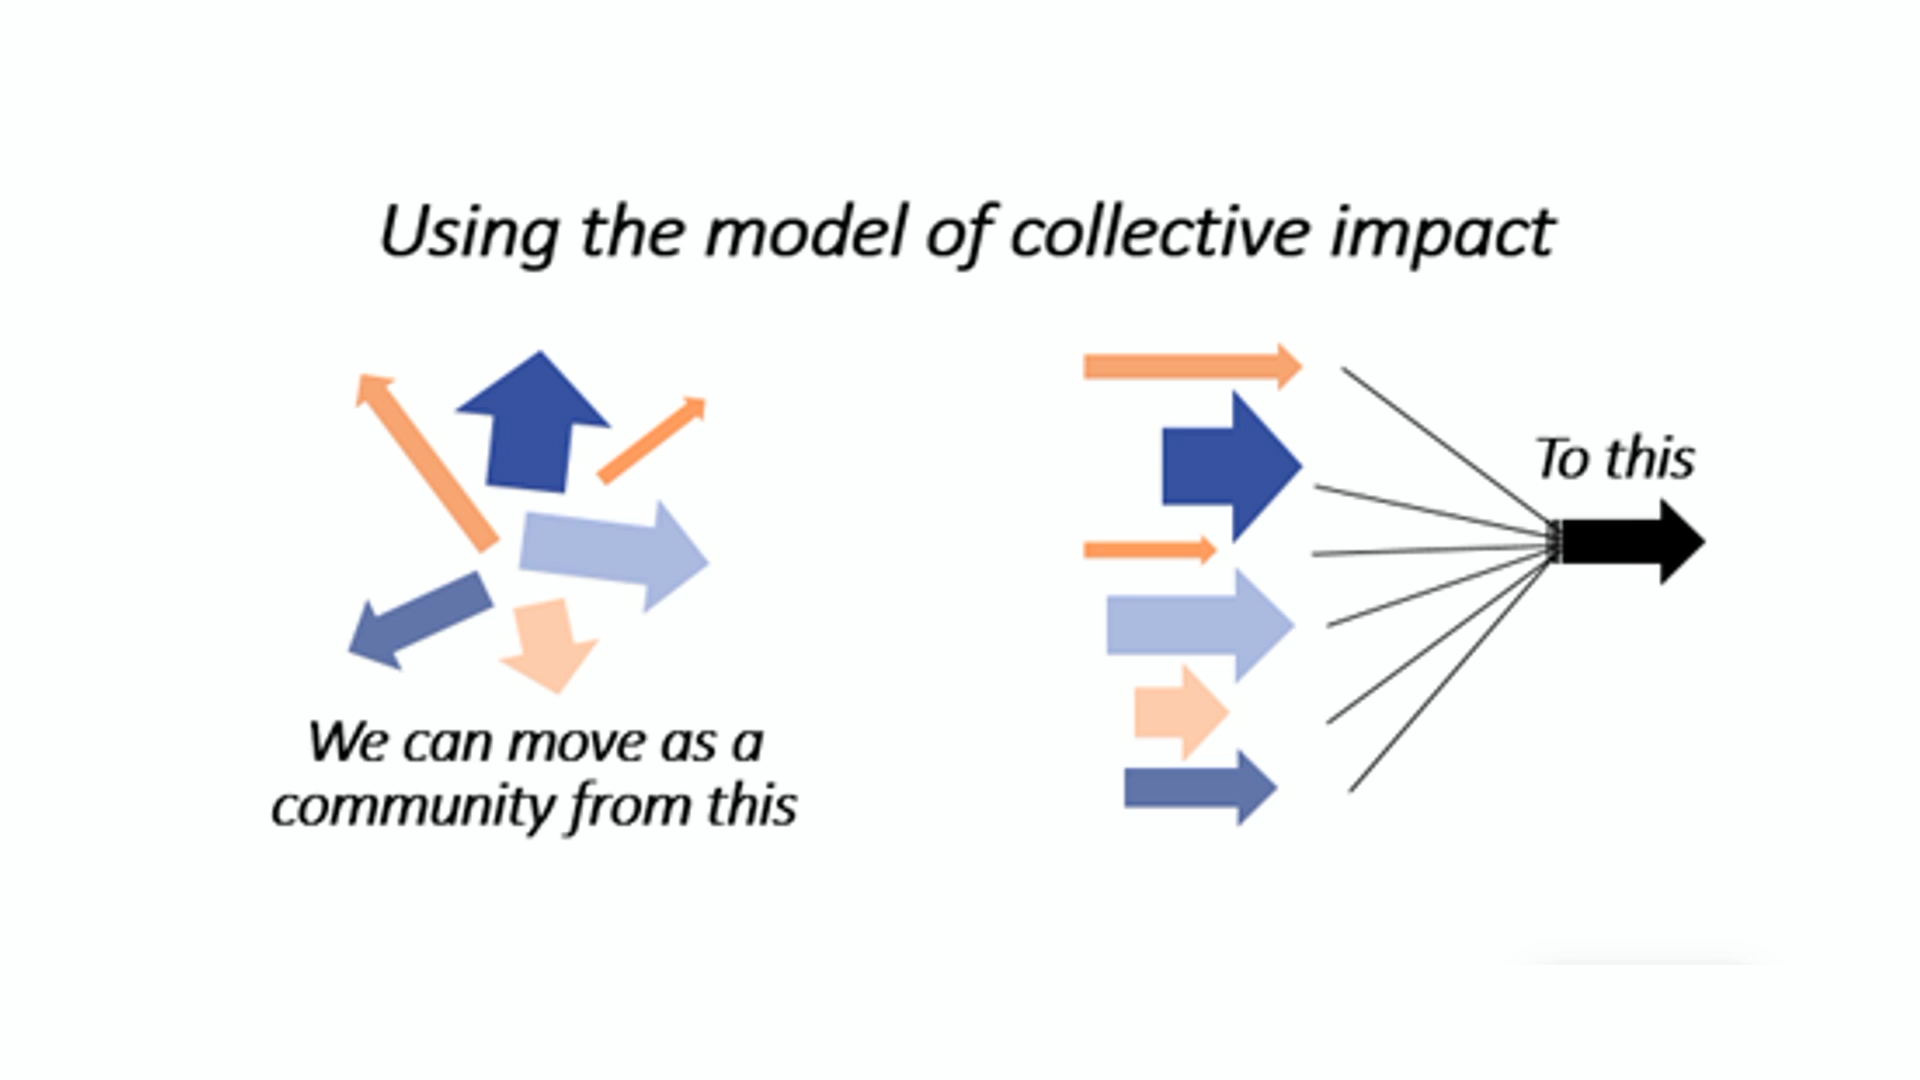 Using the model of collective impact
To this
We can move as a
community from this